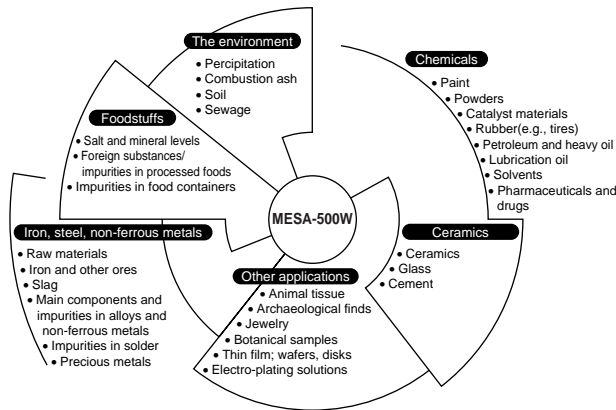 The environment
• Percipitation
• Combustion ash
• Soil
• Sewage
Chemicals
• Paint
• Powders
• Catalyst materials
• Rubber(e.g., tires)
• Petroleum and heavy oil
• Lubrication oil
• Solvents
• Pharmaceuticals and
drugs
Foodstuffs
• Salt and mineral levels
• Foreign substances/
impurities in processed foods
• Impurities in food containers
MESA-500W
Iron, steel, non-ferrous metals
• Raw materials
• Iron and other ores
• Slag
• Main components and
impurities in alloys and
non-ferrous metals
• Impurities in solder
• Precious metals
Other applications
• Animal tissue
• Archaeological finds
• Jewelry
• Botanical samples
• Thin film; wafers, disks
• Electro-plating solutions
Ceramics
• Ceramics
• Glass
• Cement